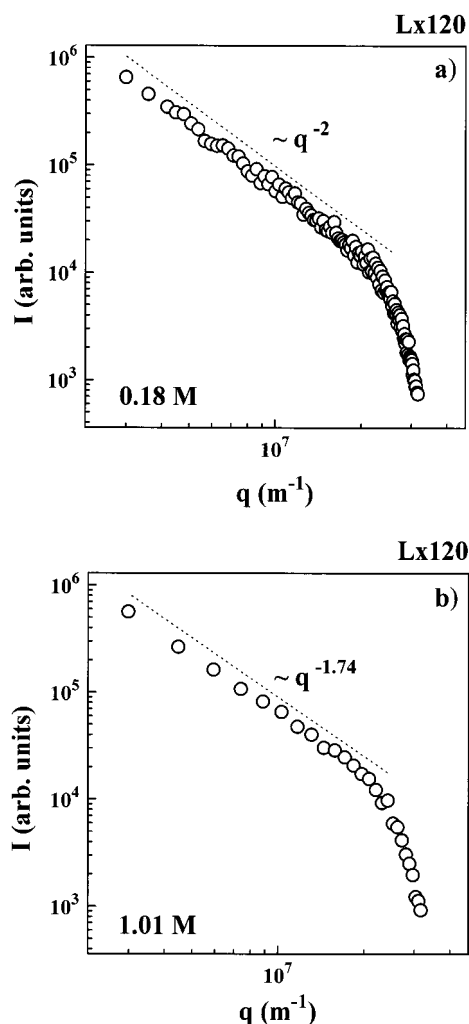 Lx120
a)
10^6
~ q^-2
10^5
I (arb. units)
10^4
10^3
0.18 M
10^7
q (m^-1)
Lx120
b)
10^6
~ q^-1.74
10^5
I (arb. units)
10^4
10^3
1.01 M
10^7
q (m^-1)